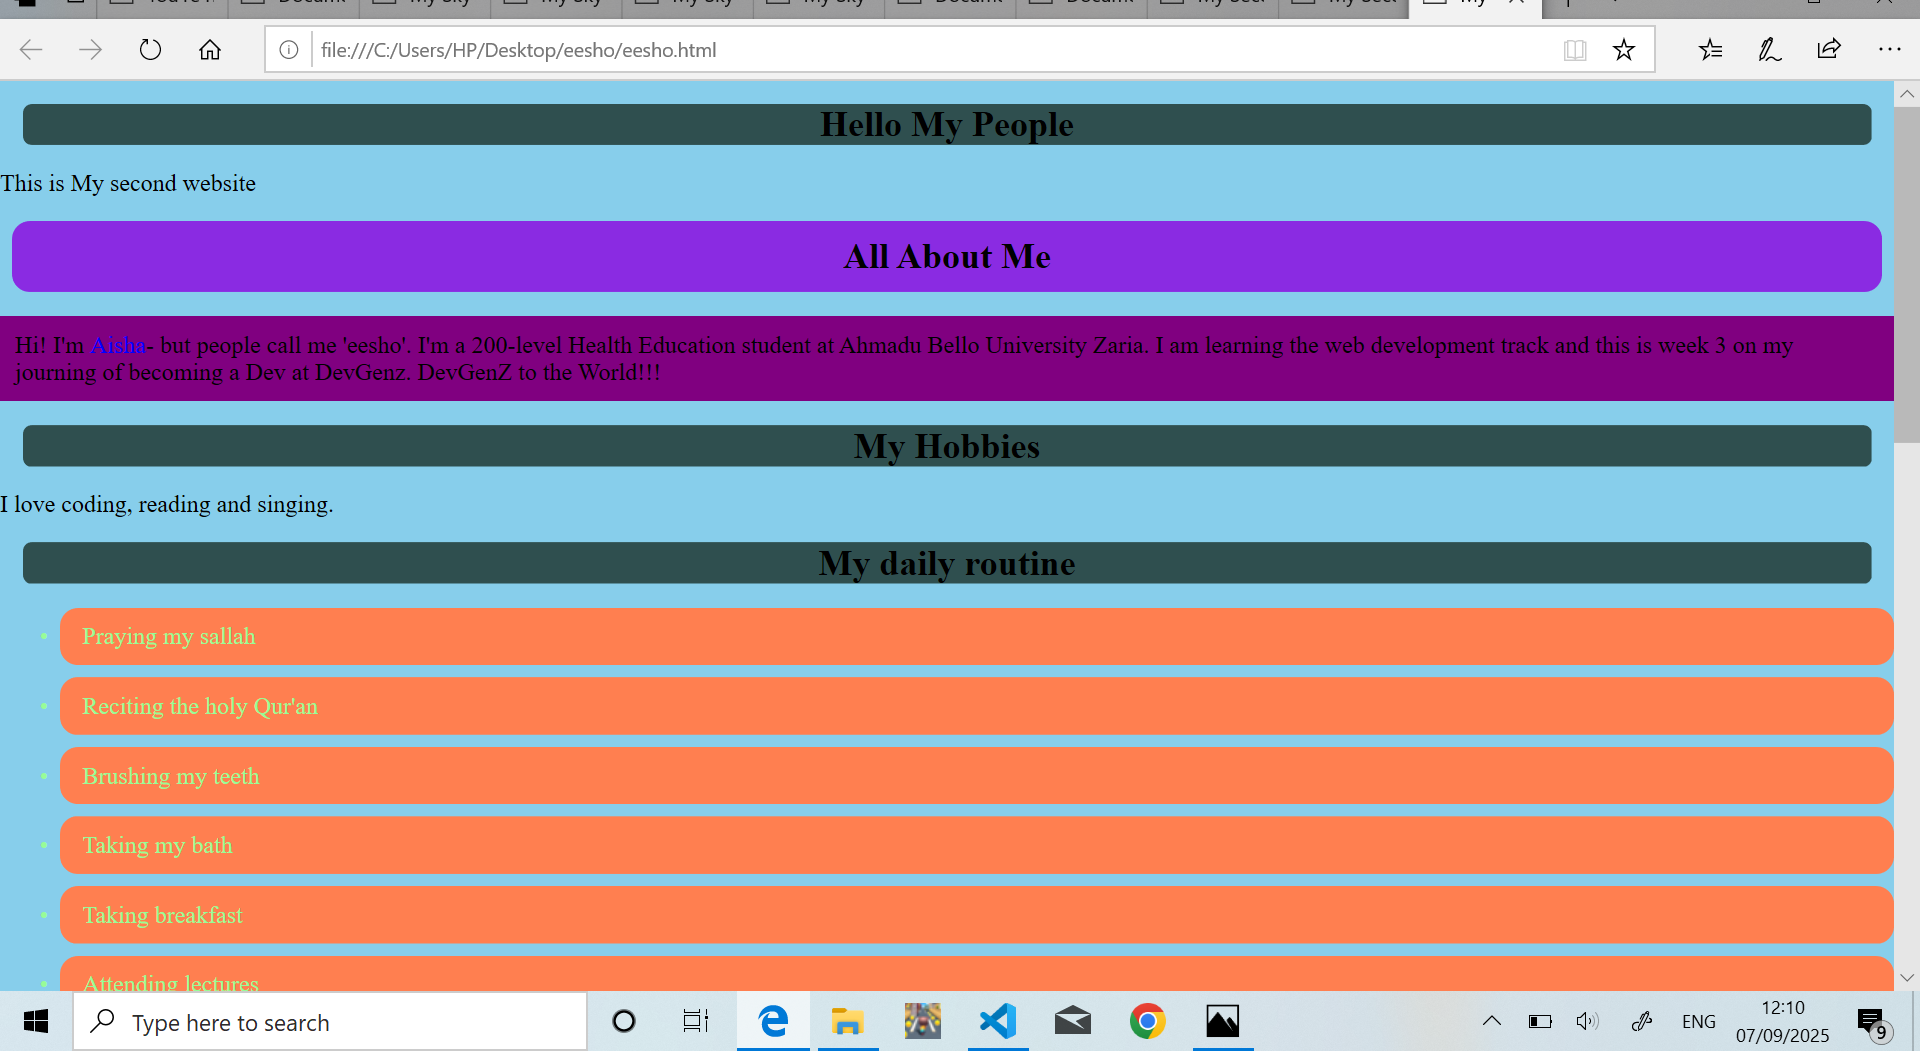 file:///C:/Users/HP/Desktop/eesho/eesho.html
Hello My People
This is My second website
All About Me
Hi! I'm Aisha- but people call me 'eesho'. I'm a 200-level Health Education student at Ahmadu Bello University Zaria. I am learning the web development track and this is week 3 on my
journing of becoming a Dev at DevGenz. DevGenZ to the World!!!
My Hobbies
I love coding, reading and singing.
My daily routine
• Praying my sallah
• Reciting the holy Qur'an
• Brushing my teeth
• Taking my bath
• Taking breakfast
• Attending lectures
Type here to search
ENG
12:10
07/09/2025
9